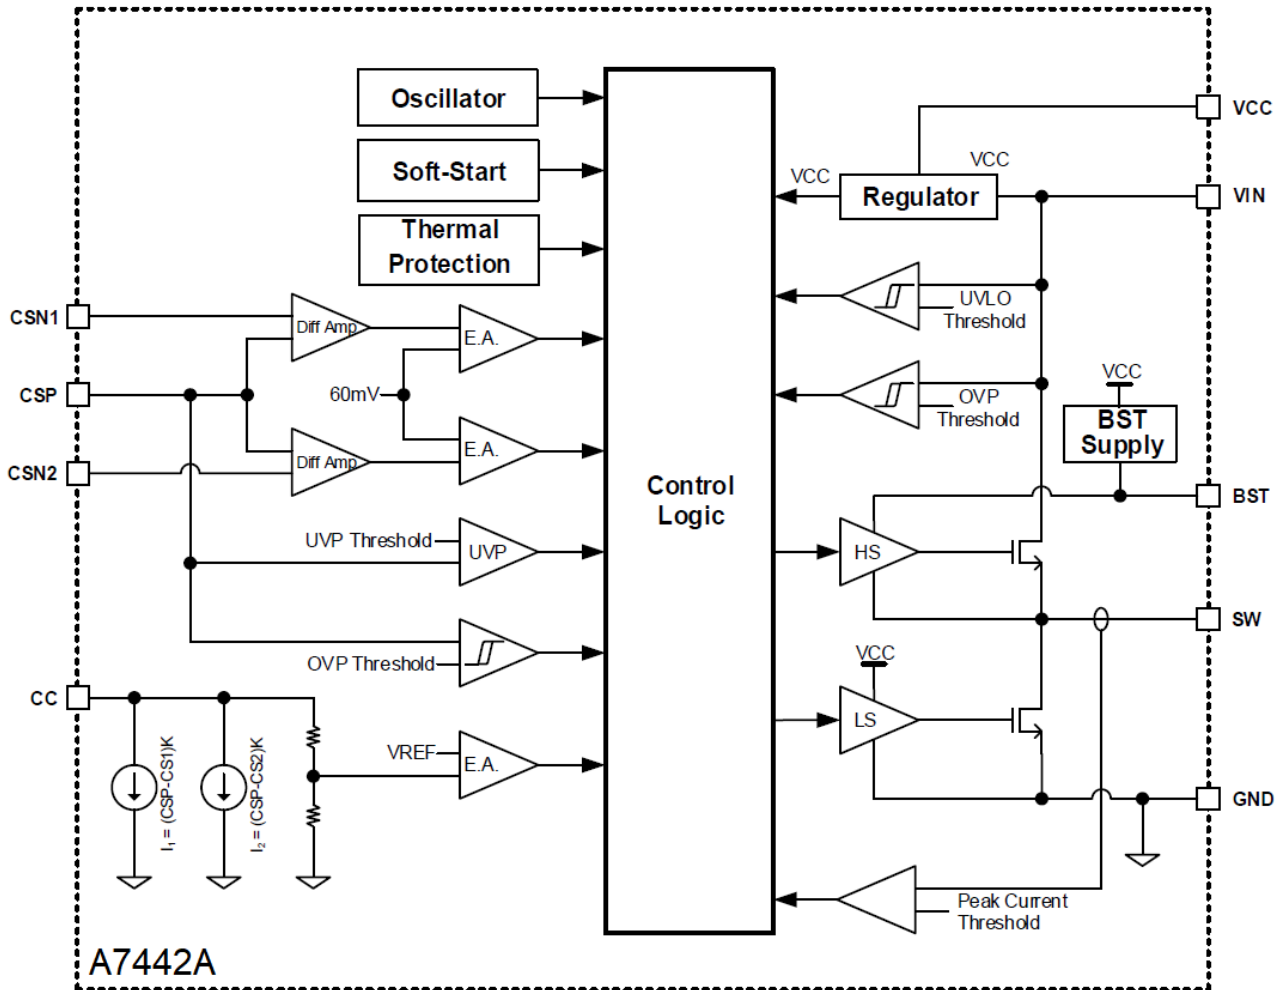 Oscillator
Soft-Start
Thermal
Protection
CSN1
CSP
CSN2
CC
Diff Amp
Diff Amp
E.A.
60mV
E.A.
UVP Threshold
UVP
OVP Threshold
VREF
E.A.
I₁ = (CSP-CS1)K
I₂ = (CSP-CS2)K
Control
Logic
VCC
VCC
Regulator
UVLO
Threshold
OVP
Threshold
VCC
BST
Supply
HS
VCC
LS
Peak Current
Threshold
VCC
VIN
BST
SW
GND
A7442A